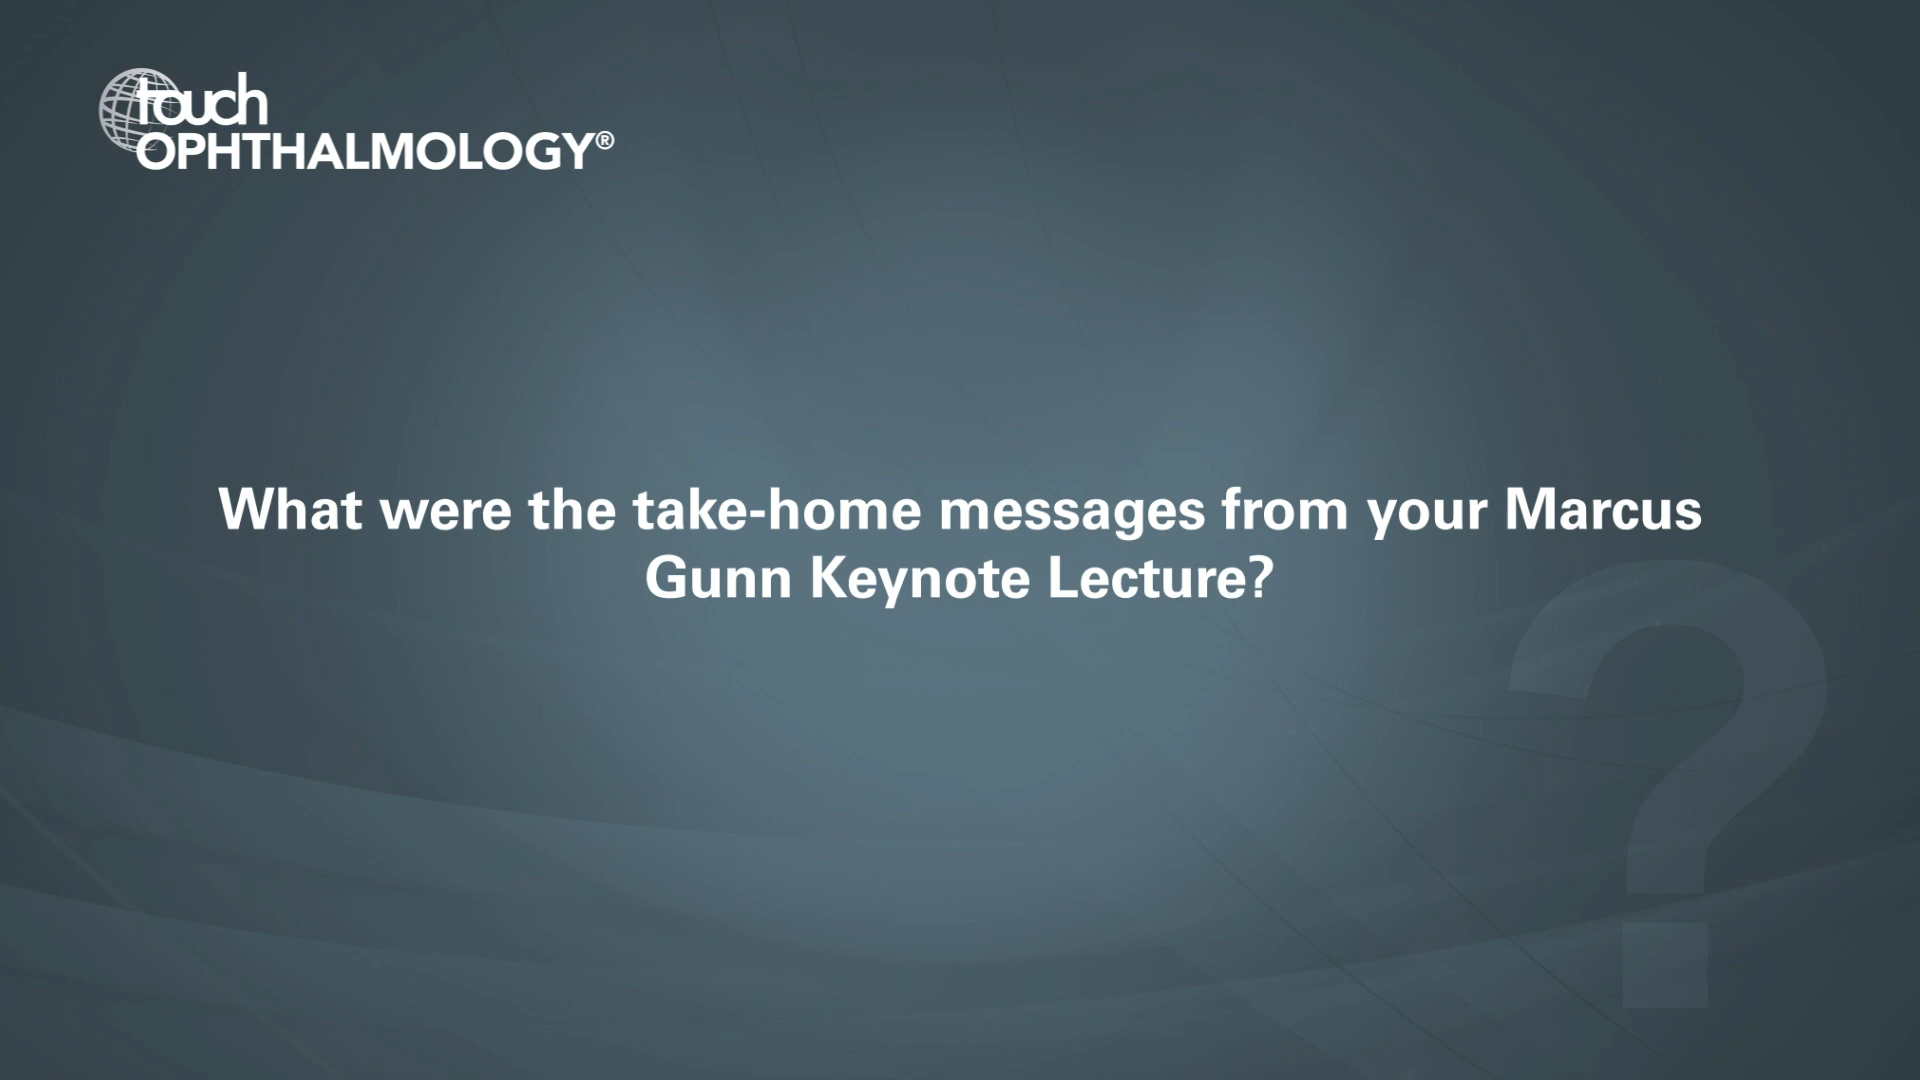 touch
OPHTHALMOLOGY®
What were the take-home messages from your Marcus
Gunn Keynote Lecture?
?